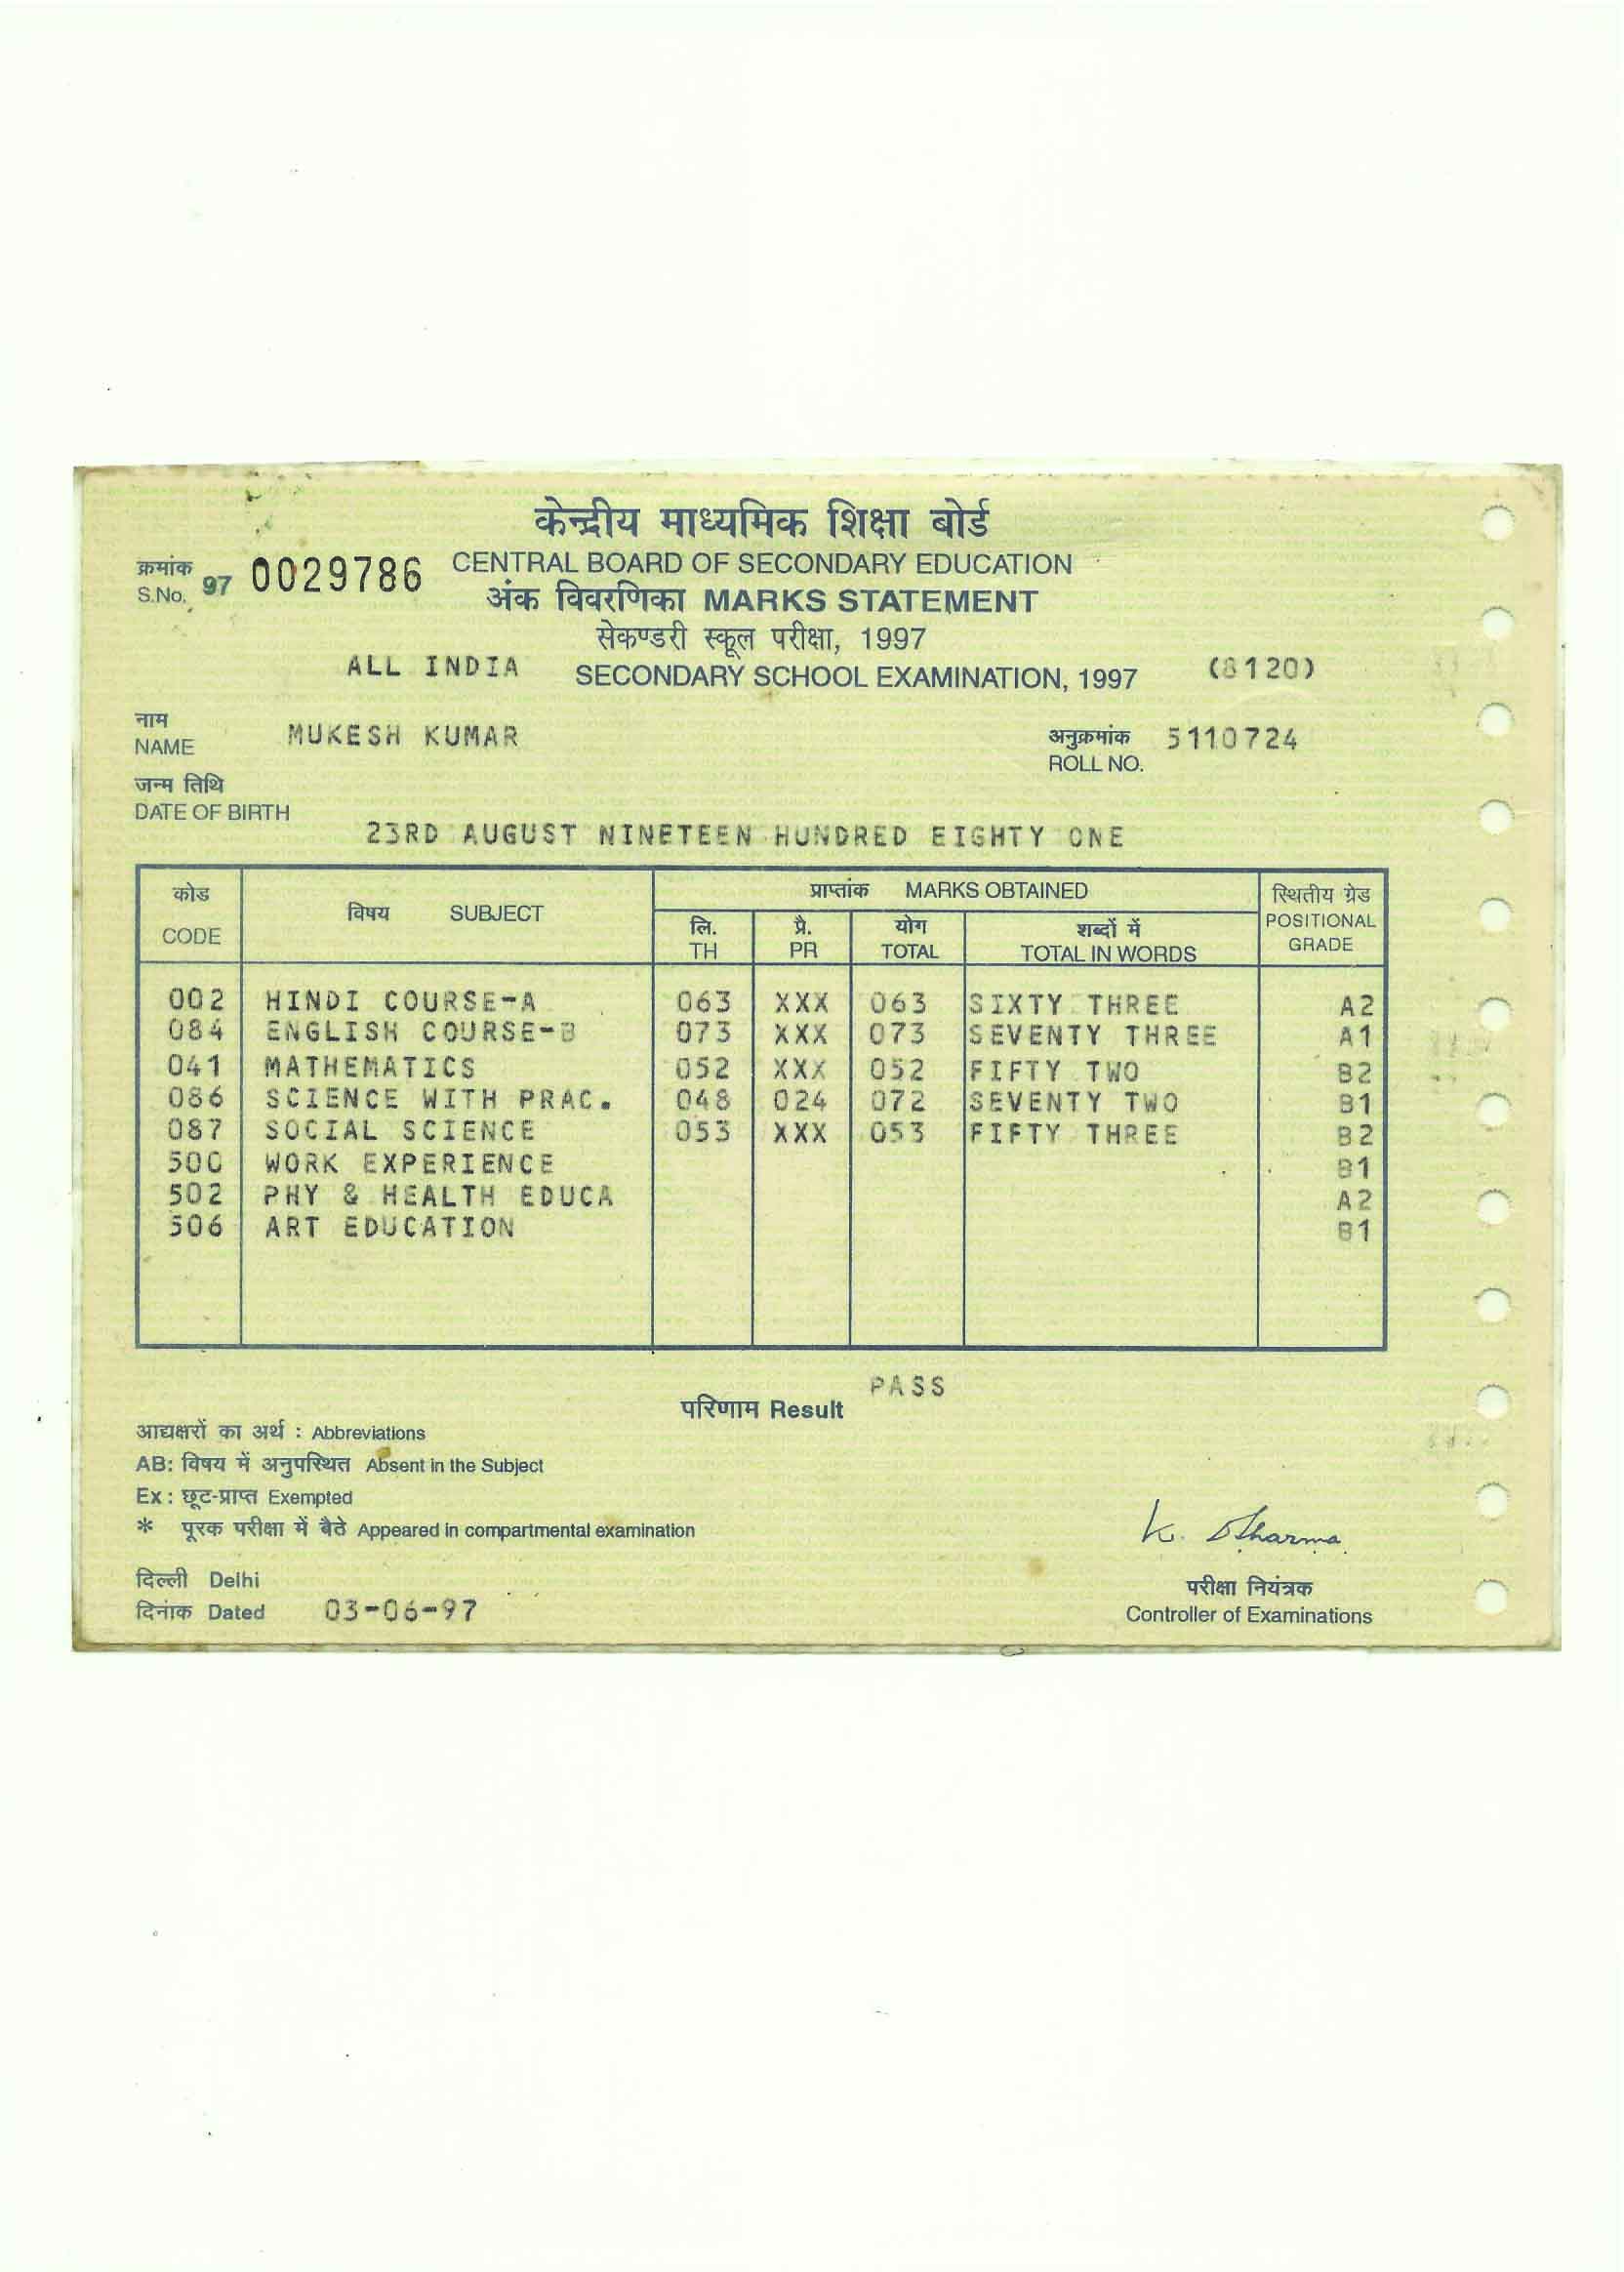 केन्द्रीय माध्यमिक शिक्षा बोर्ड
क्रमांक
S.No. 97 0029786 CENTRAL BOARD OF SECONDARY EDUCATION
अंक विवरणिका MARKS STATEMENT
सेकण्डरी स्कूल परीक्षा, 1997
ALL INDIA SECONDARY SCHOOL EXAMINATION, 1997 (8120)
नाम
NAME MUKESH KUMAR
अनुक्रमांक 5110724
ROLL NO.
जन्म तिथि
DATE OF BIRTH
23RD AUGUST NINETEEN HUNDRED EIGHTY ONE
कोड
CODE
विषय SUBJECT
प्राप्तांक MARKS OBTAINED
लि. TH
प्रै. PR
योग TOTAL
शब्दों में TOTAL IN WORDS
स्थितीय ग्रेड
POSITIONAL
GRADE
002 HINDI COURSE-A 063 XXX 063 SIXTY THREE A2
084 ENGLISH COURSE-B 073 XXX 073 SEVENTY THREE A1
041 MATHEMATICS 052 XXX 052 FIFTY TWO B2
086 SCIENCE WITH PRAC. 048 024 072 SEVENTY TWO B1
087 SOCIAL SCIENCE 053 XXX 053 FIFTY THREE B2
500 WORK EXPERIENCE B1
502 PHY & HEALTH EDUCA A2
506 ART EDUCATION B1
परिणाम Result PASS
आद्यक्षरों का अर्थ : Abbreviations
AB: विषय में अनुपस्थित Absent in the Subject
Ex : छूट-प्राप्त Exempted
* पूरक परीक्षा में बैठे Appeared in compartmental examination
K. Sharma
दिल्ली Delhi
दिनांक Dated 03-06-97
परीक्षा नियंत्रक
Controller of Examinations